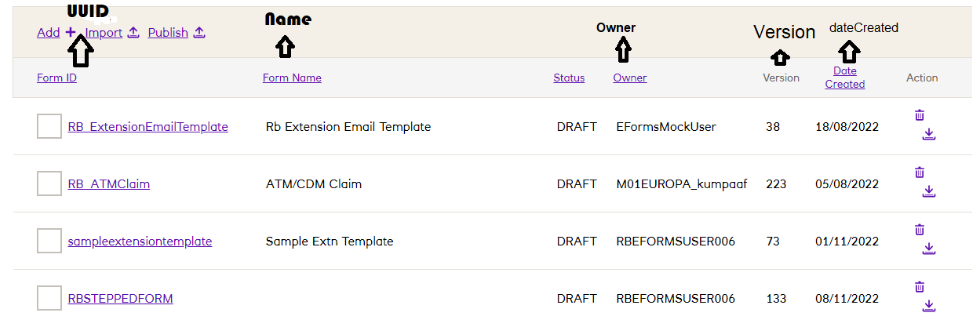 UUID Name Owner Version dateCreated
Add + Import Publish
Form ID Form Name Status Owner Version Date Created Action
RB_ExtensionEmailTemplate Rb Extension Email Template DRAFT EFormsMockUser 38 18/08/2022
RB_ATMClaim ATM/CDM Claim DRAFT M01EUROPA_kumpaaf 223 05/08/2022
sampleextensiontemplate Sample Extn Template DRAFT RBEFORMSUSER006 73 01/11/2022
RBSTEPPEDFORM DRAFT RBEFORMSUSER006 133 08/11/2022